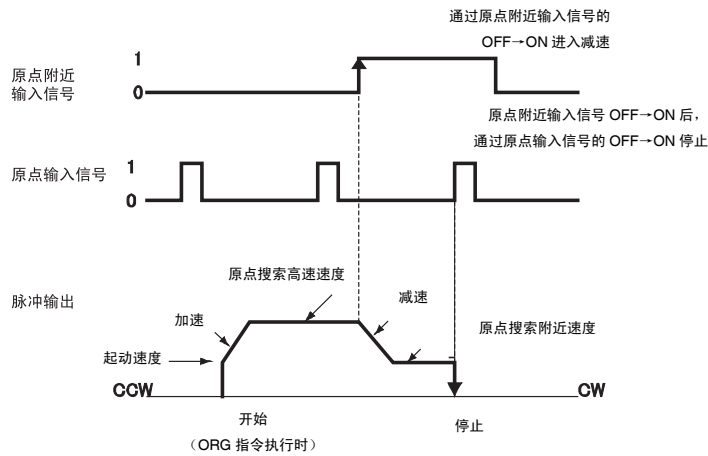 通过原点附近输入信号的
OFF→ON 进入减速
1
原点附近
输入信号
0
原点附近输入信号 OFF→ON 后，
通过原点输入信号的 OFF→ON 停止
1
原点输入信号
0
原点搜索高速速度
脉冲输出
减速
加速
原点搜索附近速度
起动速度
CCW
CW
开始
停止
（ORG 指令执行时）